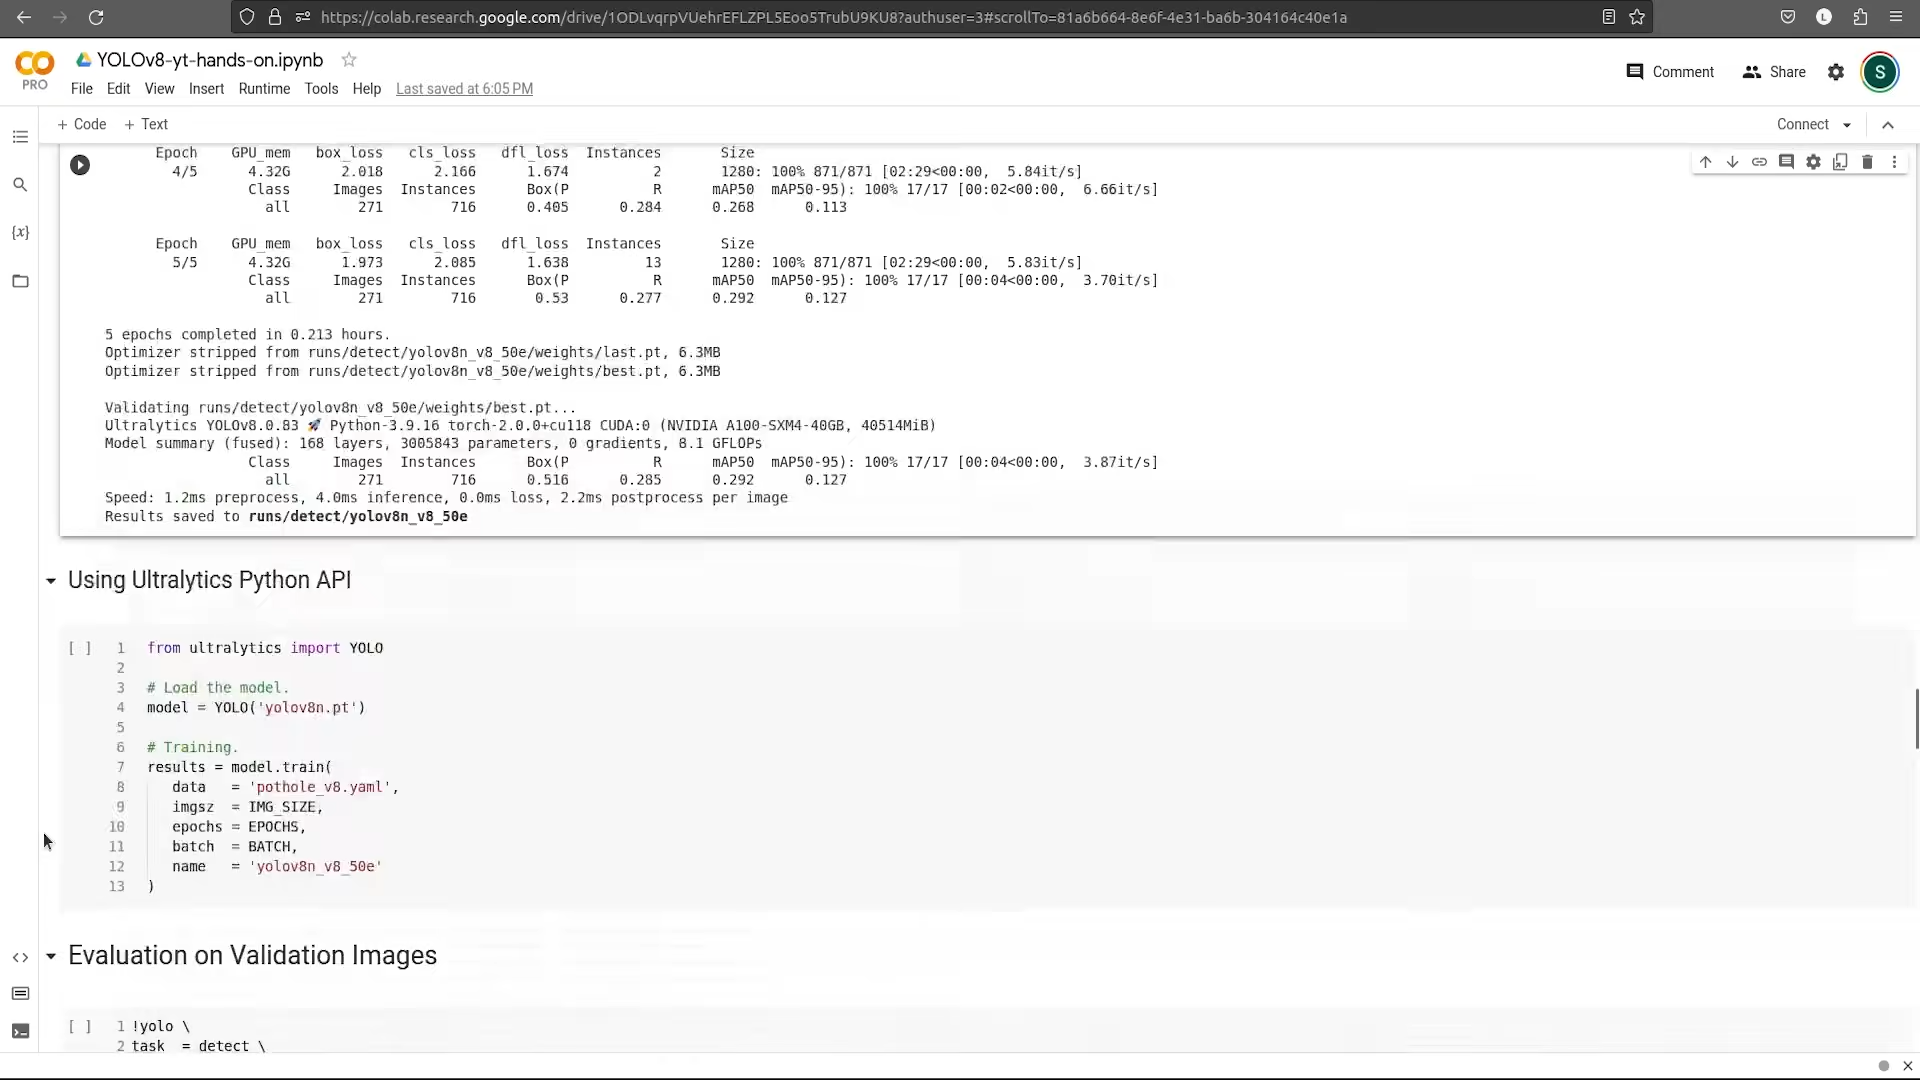 https://colab.research.google.com/drive/1ODLvqrpVUehrEFLZPL5Eoo5TrubU9KU8?authuser=3#scrollTo=81a6b664-8e6f-4e31-ba6b-304164c40e1a
CO
PRO
YOLOv8-yt-hands-on.ipynb
File Edit View Insert Runtime Tools Help Last saved at 6:05 PM
Comment Share S
+ Code + Text
Connect
Epoch GPU_mem box_loss cls_loss dfl_loss Instances Size
4/5 4.32G 2.018 2.166 1.674 2 1280: 100% 871/871 [02:29<00:00, 5.84it/s]
Class Images Instances Box(P R mAP50 mAP50-95): 100% 17/17 [00:02<00:00, 6.66it/s]
all 271 716 0.405 0.284 0.268 0.113
Epoch GPU_mem box_loss cls_loss dfl_loss Instances Size
5/5 4.32G 1.973 2.085 1.638 13 1280: 100% 871/871 [02:29<00:00, 5.83it/s]
Class Images Instances Box(P R mAP50 mAP50-95): 100% 17/17 [00:04<00:00, 3.70it/s]
all 271 716 0.53 0.277 0.292 0.127
5 epochs completed in 0.213 hours.
Optimizer stripped from runs/detect/yolov8n_v8_50e/weights/last.pt, 6.3MB
Optimizer stripped from runs/detect/yolov8n_v8_50e/weights/best.pt, 6.3MB
Validating runs/detect/yolov8n_v8_50e/weights/best.pt...
Ultralytics YOLOv8.0.83 🚀 Python-3.9.16 torch-2.0.0+cu118 CUDA:0 (NVIDIA A100-SXM4-40GB, 40514MiB)
Model summary (fused): 168 layers, 3005843 parameters, 0 gradients, 8.1 GFLOPs
Class Images Instances Box(P R mAP50 mAP50-95): 100% 17/17 [00:04<00:00, 3.87it/s]
all 271 716 0.516 0.285 0.292 0.127
Speed: 1.2ms preprocess, 4.0ms inference, 0.0ms loss, 2.2ms postprocess per image
Results saved to runs/detect/yolov8n_v8_50e
{x}
Using Ultralytics Python API
[ ] 1 from ultralytics import YOLO
2
3 # Load the model.
4 model = YOLO('yolov8n.pt')
5
6 # Training.
7 results = model.train(
8 data = 'pothole_v8.yaml',
9 imgsz = IMG_SIZE,
10 epochs = EPOCHS,
11 batch = BATCH,
12 name = 'yolov8n_v8_50e'
13 )
Evaluation on Validation Images
[ ] 1 !yolo \
2 task = detect \